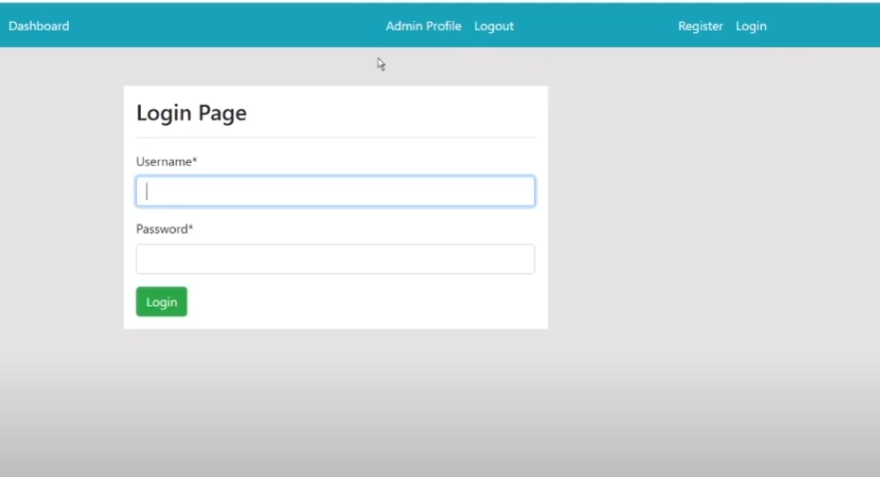 Dashboard Admin Profile Logout Register Login
Login Page
Username*
Password*
Login